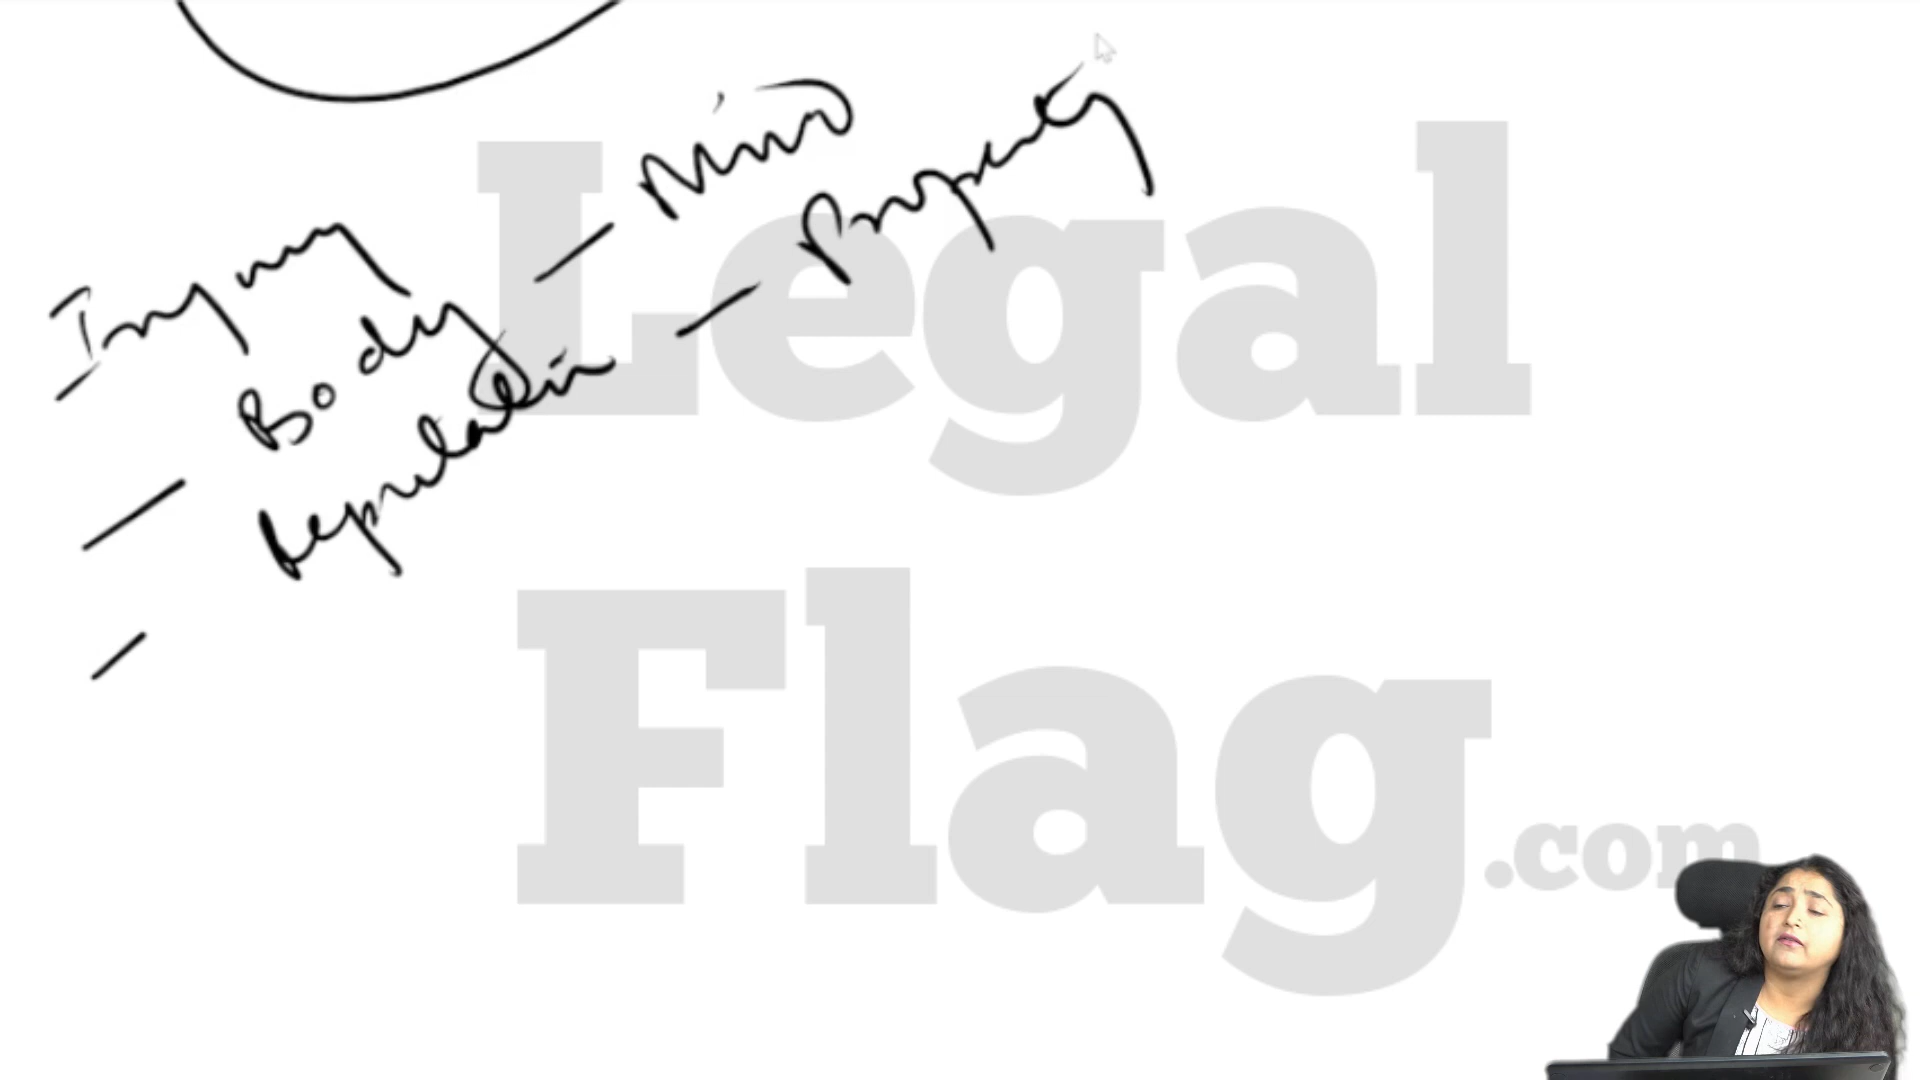 Injury
- Body - Mind
- Reputation - Property
-
Legal
Flag.com